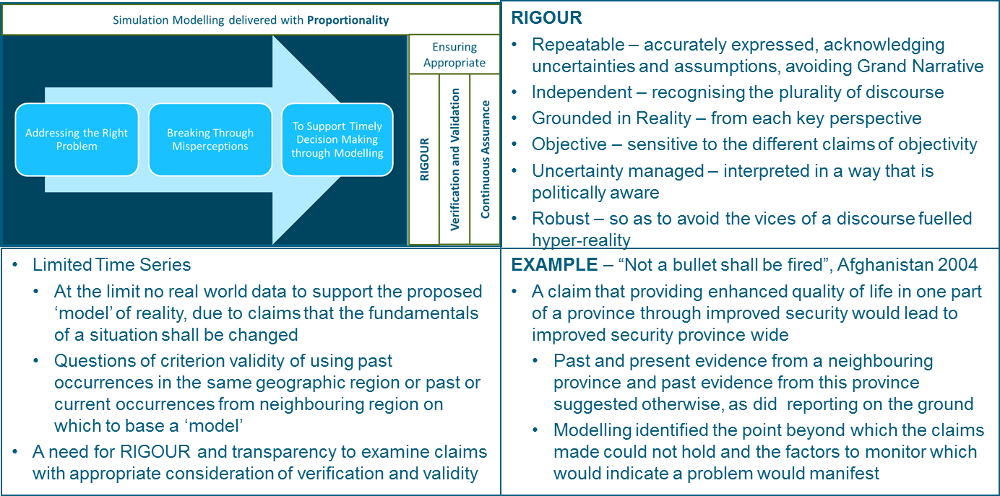 Simulation Modelling delivered with Proportionality
Ensuring
Appropriate
Addressing the Right
Problem
Breaking Through
Misperceptions
To Support Timely
Decision Making
through Modelling
RIGOUR
Verification and Validation
Continuous Assurance
RIGOUR
• Repeatable – accurately expressed, acknowledging
uncertainties and assumptions, avoiding Grand Narrative
• Independent – recognising the plurality of discourse
• Grounded in Reality – from each key perspective
• Objective – sensitive to the different claims of objectivity
• Uncertainty managed – interpreted in a way that is
politically aware
• Robust – so as to avoid the vices of a discourse fuelled
hyper-reality
• Limited Time Series
• At the limit no real world data to support the proposed
‘model’ of reality, due to claims that the fundamentals
of a situation shall be changed
• Questions of criterion validity of using past
occurrences in the same geographic region or past or
current occurrences from neighbouring region on
which to base a ‘model’
• A need for RIGOUR and transparency to examine claims
with appropriate consideration of verification and validity
EXAMPLE – “Not a bullet shall be fired”, Afghanistan 2004
• A claim that providing enhanced quality of life in one part
of a province through improved security would lead to
improved security province wide
• Past and present evidence from a neighbouring
province and past evidence from this province
suggested otherwise, as did reporting on the ground
• Modelling identified the point beyond which the claims
made could not hold and the factors to monitor which
would indicate a problem would manifest